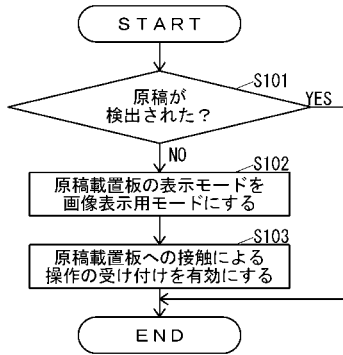 START
S101
原稿が
検出された？
YES
NO
S102
原稿載置板の表示モードを
画像表示用モードにする
S103
原稿載置板への接触による
操作の受け付けを有効にする
END